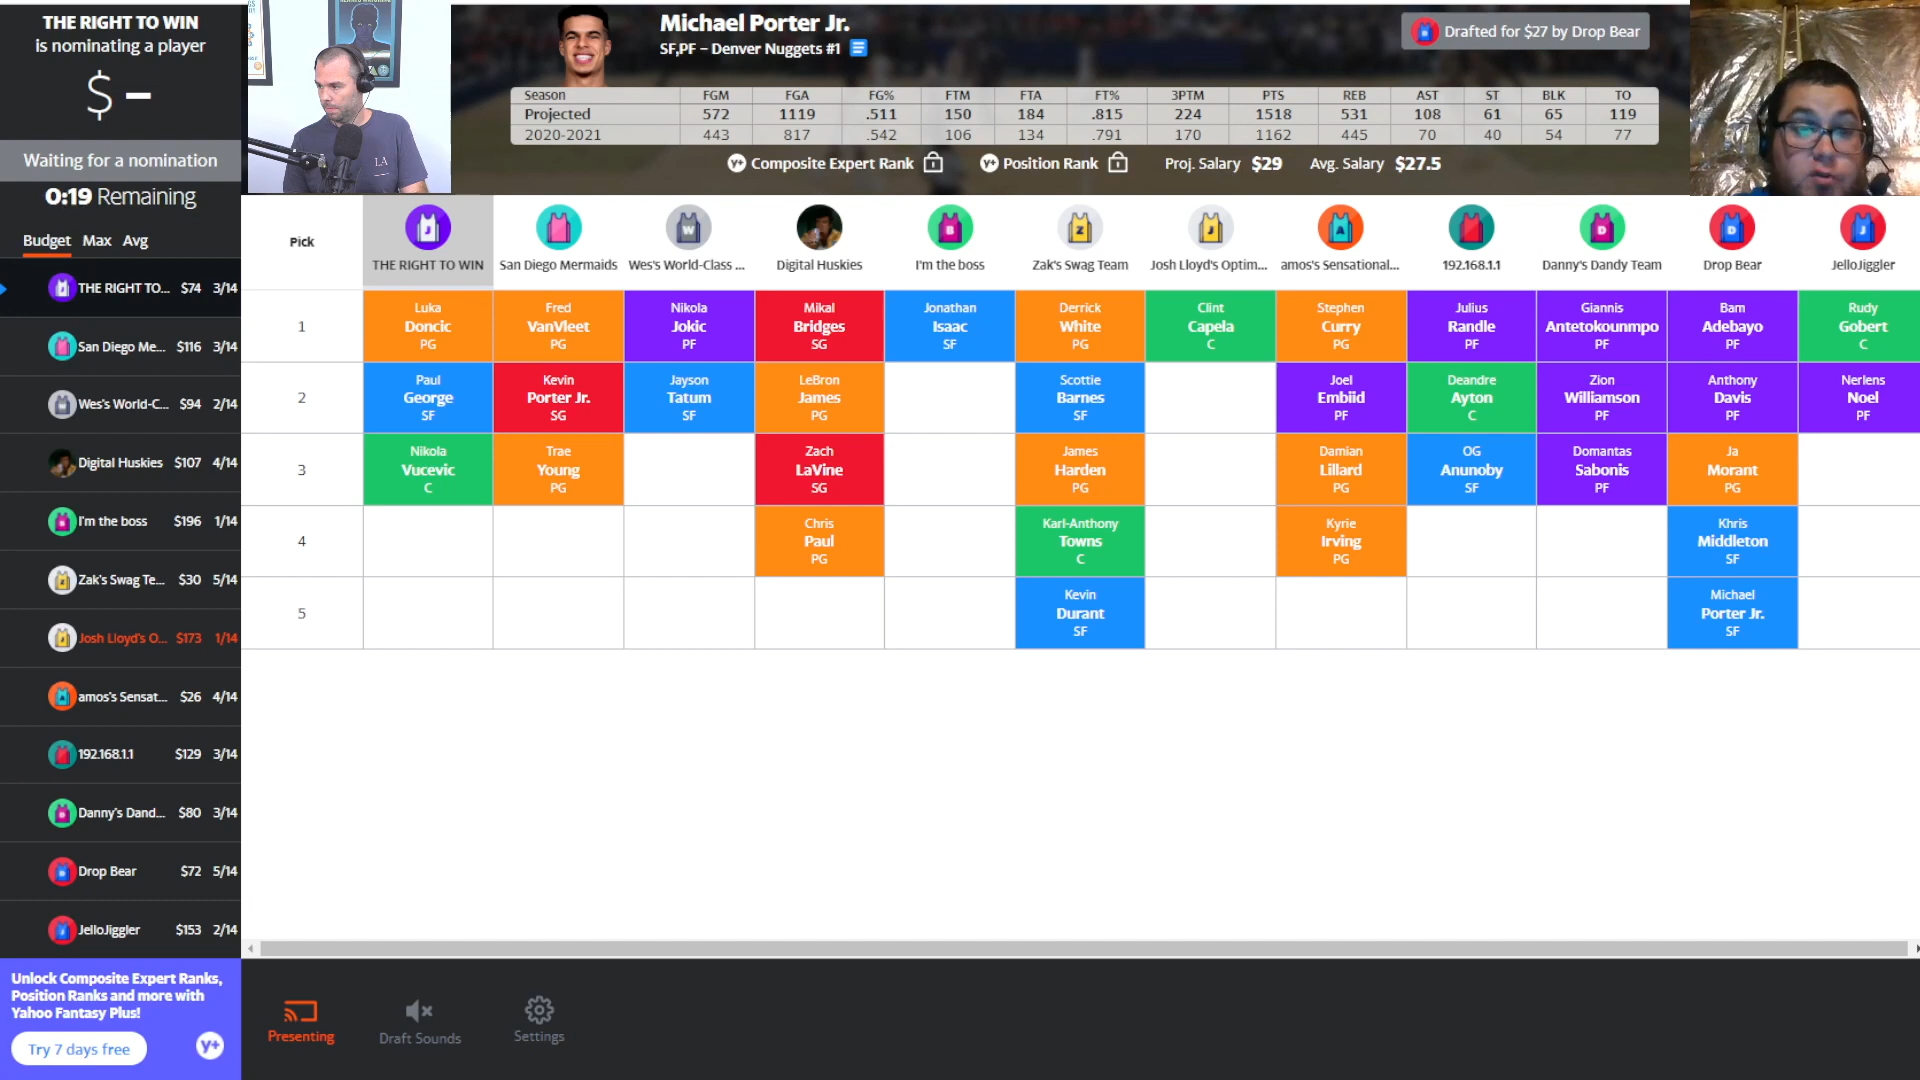 THE RIGHT TO WIN
is nominating a player
$ –
Waiting for a nomination
0:19 Remaining
Budget Max Avg
THE RIGHT TO... $74 3/14
San Diego Me... $116 3/14
Wes's World-C... $94 2/14
Digital Huskies $107 4/14
I'm the boss $196 1/14
Zak's Swag Te... $30 5/14
Josh Lloyd's O... $173 1/14
amos's Sensat... $26 4/14
192.168.1.1 $129 3/14
Danny's Dand... $80 3/14
Drop Bear $72 5/14
JelloJiggler $153 2/14
Unlock Composite Expert Ranks,
Position Ranks and more with
Yahoo Fantasy Plus!
Try 7 days free
y+
LA
Michael Porter Jr.
SF,PF – Denver Nuggets #1
Drafted for $27 by Drop Bear
Season FGM FGA FG% FTM FTA FT% 3PTM PTS REB AST ST BLK TO
Projected 572 1119 .511 150 184 .815 224 1518 531 108 61 65 119
2020-2021 443 817 .542 106 134 .791 170 1162 445 70 40 54 77
y+ Composite Expert Rank y+ Position Rank Proj. Salary $29 Avg. Salary $27.5
J W B Z J A D D J
Pick THE RIGHT TO WIN San Diego Mermaids Wes's World-Class ... Digital Huskies I'm the boss Zak's Swag Team Josh Lloyd's Optim... amos's Sensational... 192.168.1.1 Danny's Dandy Team Drop Bear JelloJiggler
Luka Fred Nikola Mikal Jonathan Derrick Clint Stephen Julius Giannis Bam Rudy
1 Doncic VanVleet Jokic Bridges Isaac White Capela Curry Randle Antetokounmpo Adebayo Gobert
PG PG PF SG SF PG C PG PF PF PF C
Paul Kevin Jayson LeBron Scottie Joel Deandre Zion Anthony Nerlens
2 George Porter Jr. Tatum James Barnes Embiid Ayton Williamson Davis Noel
SF SG SF PG SF PF C PF PF PF
Nikola Trae Zach James Damian OG Domantas Ja
3 Vucevic Young LaVine Harden Lillard Anunoby Sabonis Morant
C PG SG PG PG SF PF PG
Chris Karl-Anthony Kyrie Khris
4 Paul Towns Irving Middleton
PG C PG SF
Kevin Michael
5 Durant Porter Jr.
SF SF
Presenting Draft Sounds Settings